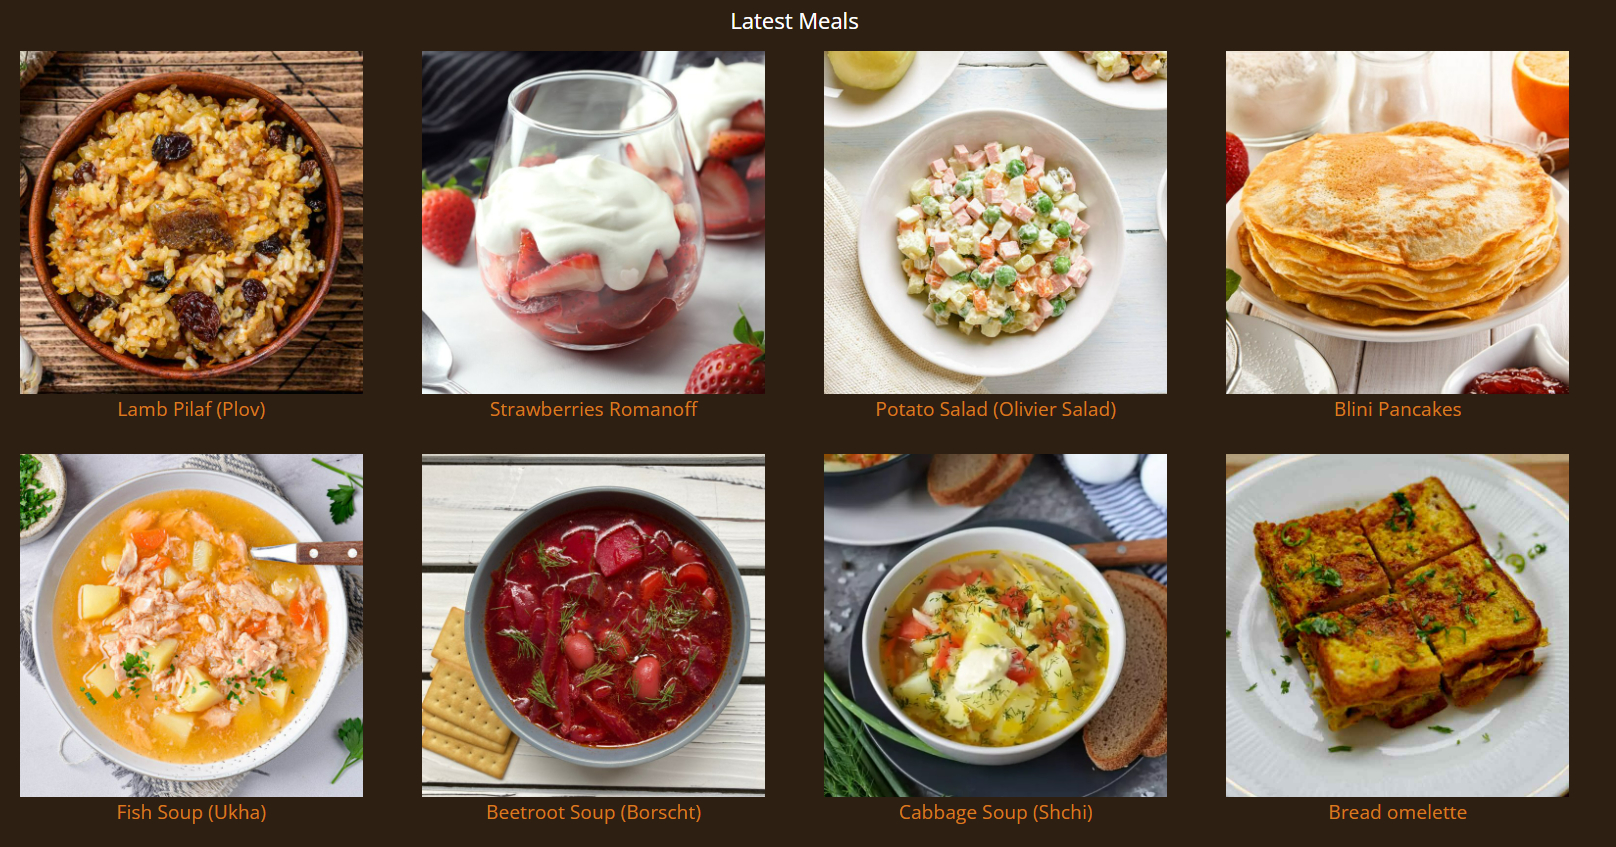 Latest Meals
Lamb Pilaf (Plov)
Strawberries Romanoff
Potato Salad (Olivier Salad)
Blini Pancakes
Fish Soup (Ukha)
Beetroot Soup (Borscht)
Cabbage Soup (Shchi)
Bread omelette